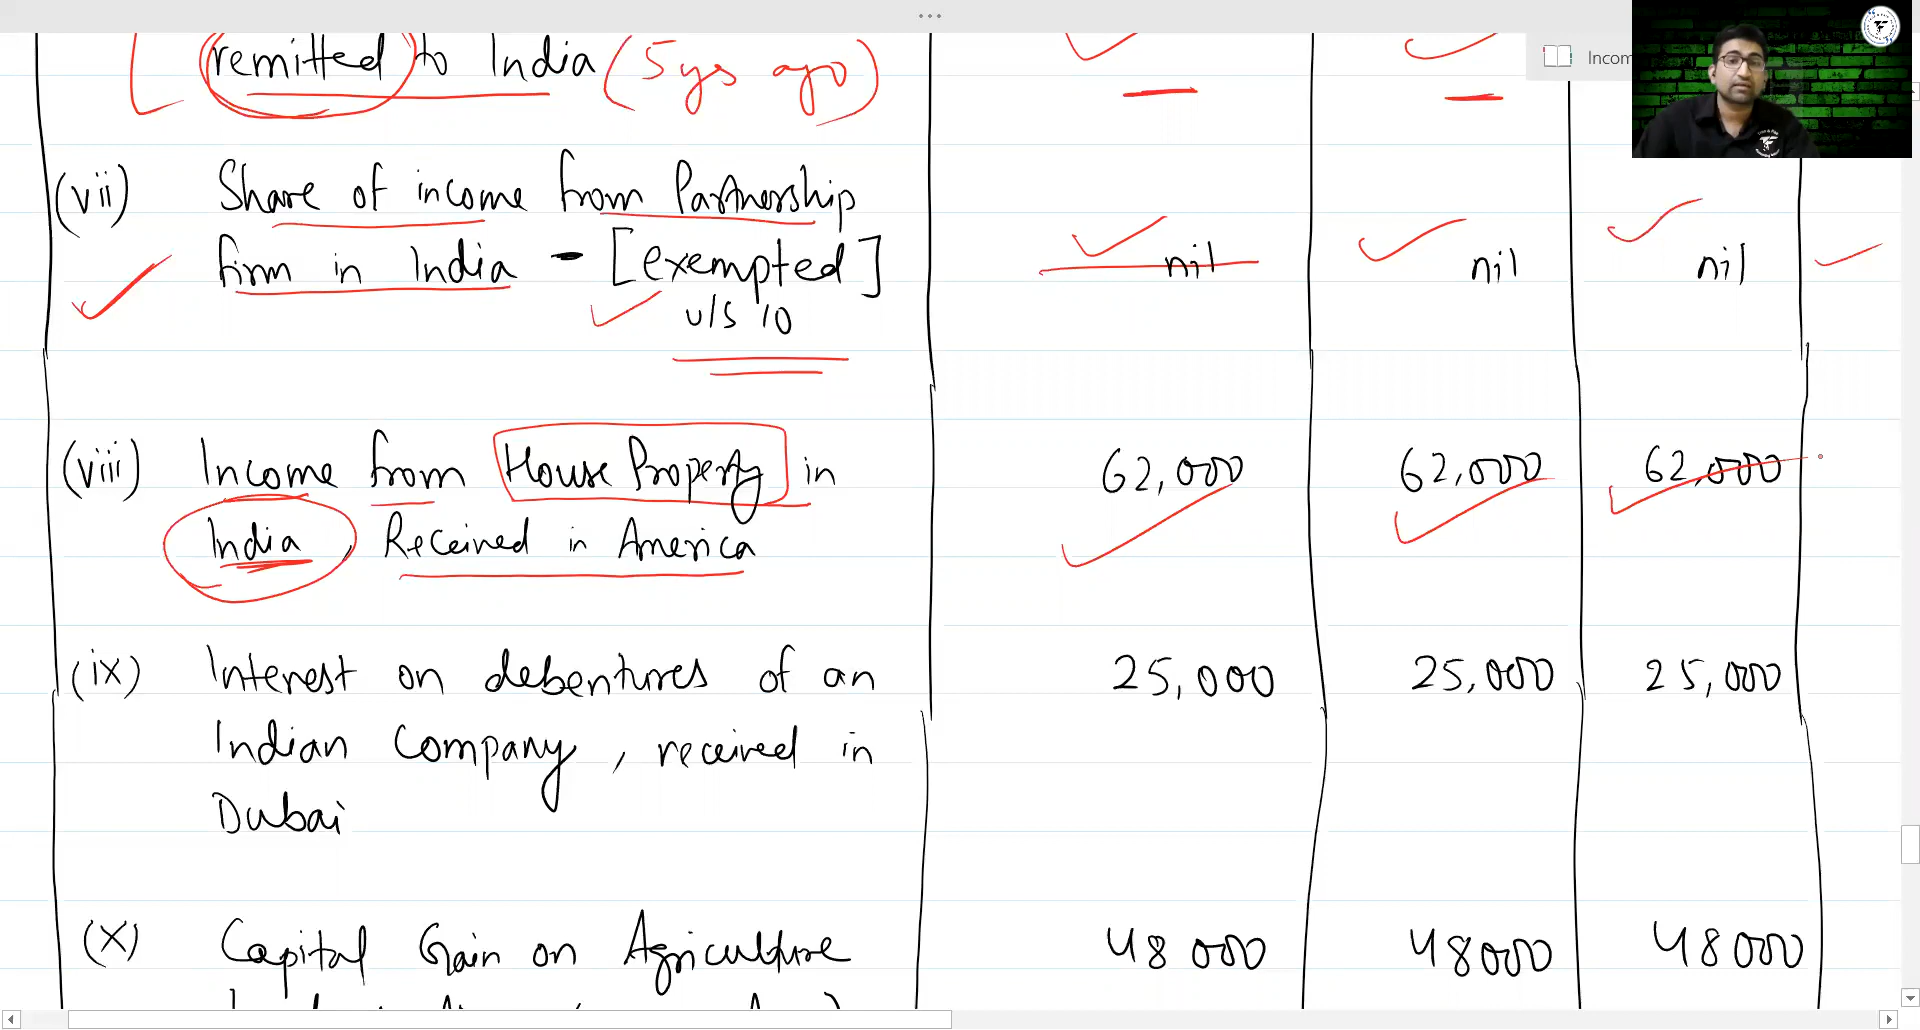 Incom
remitted to India (5 ys ago)
(vii) Share of income from Partnership
firm in India - [exempted] nil nil nil
u/s 10
(viii) Income from House Property in 62,000 62,000 62,000
India, Received in America
(ix) Interest on debentures of an 25,000 25,000 25,000
Indian Company, received in
Dubai
(X) Capital Gain on Agriculture 48 000 48000 48000